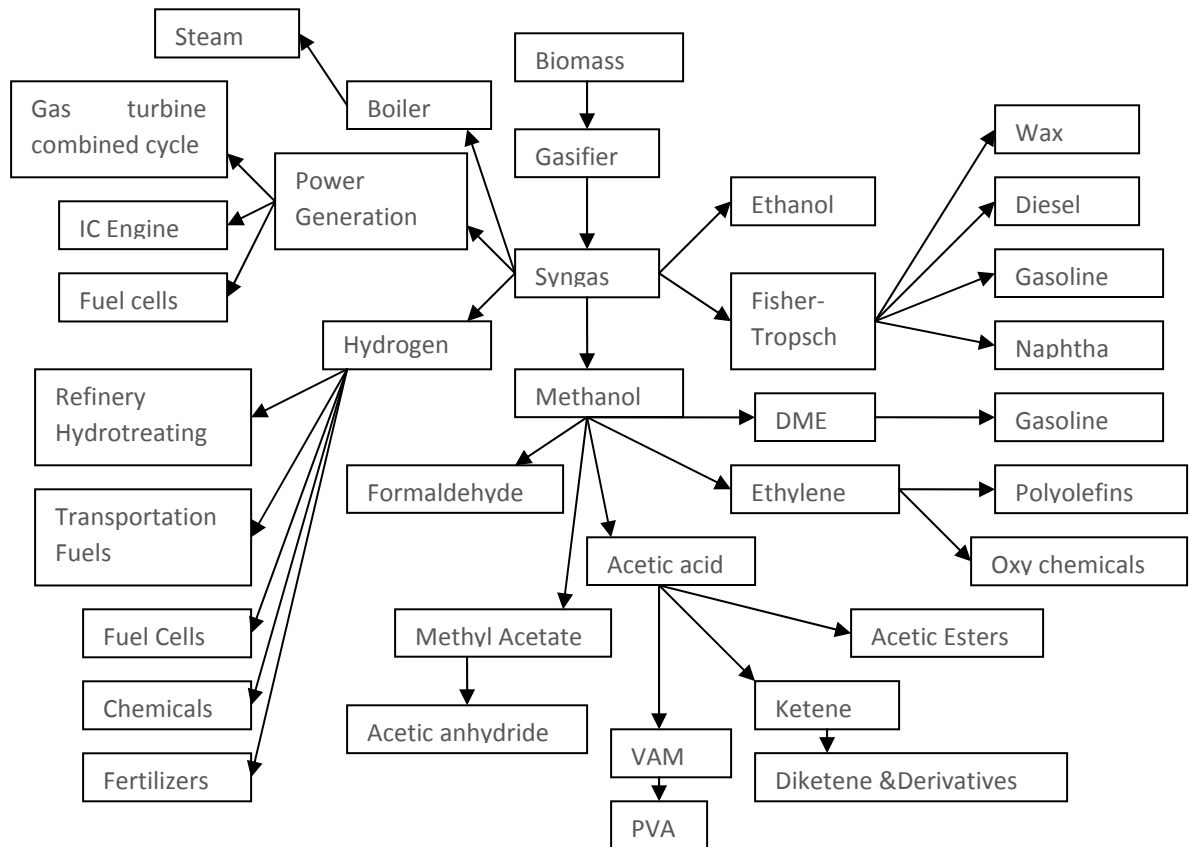 Steam
Biomass
Gas turbine
combined cycle
Boiler
Wax
Gasifier
Power
Generation
Ethanol
Diesel
IC Engine
Syngas
Fisher-
Tropsch
Gasoline
Fuel cells
Hydrogen
Naphtha
Refinery
Hydrotreating
Methanol
DME
Gasoline
Formaldehyde
Ethylene
Polyolefins
Transportation
Fuels
Acetic acid
Oxy chemicals
Fuel Cells
Methyl Acetate
Acetic Esters
Chemicals
Acetic anhydride
Ketene
Fertilizers
VAM
Diketene &Derivatives
PVA